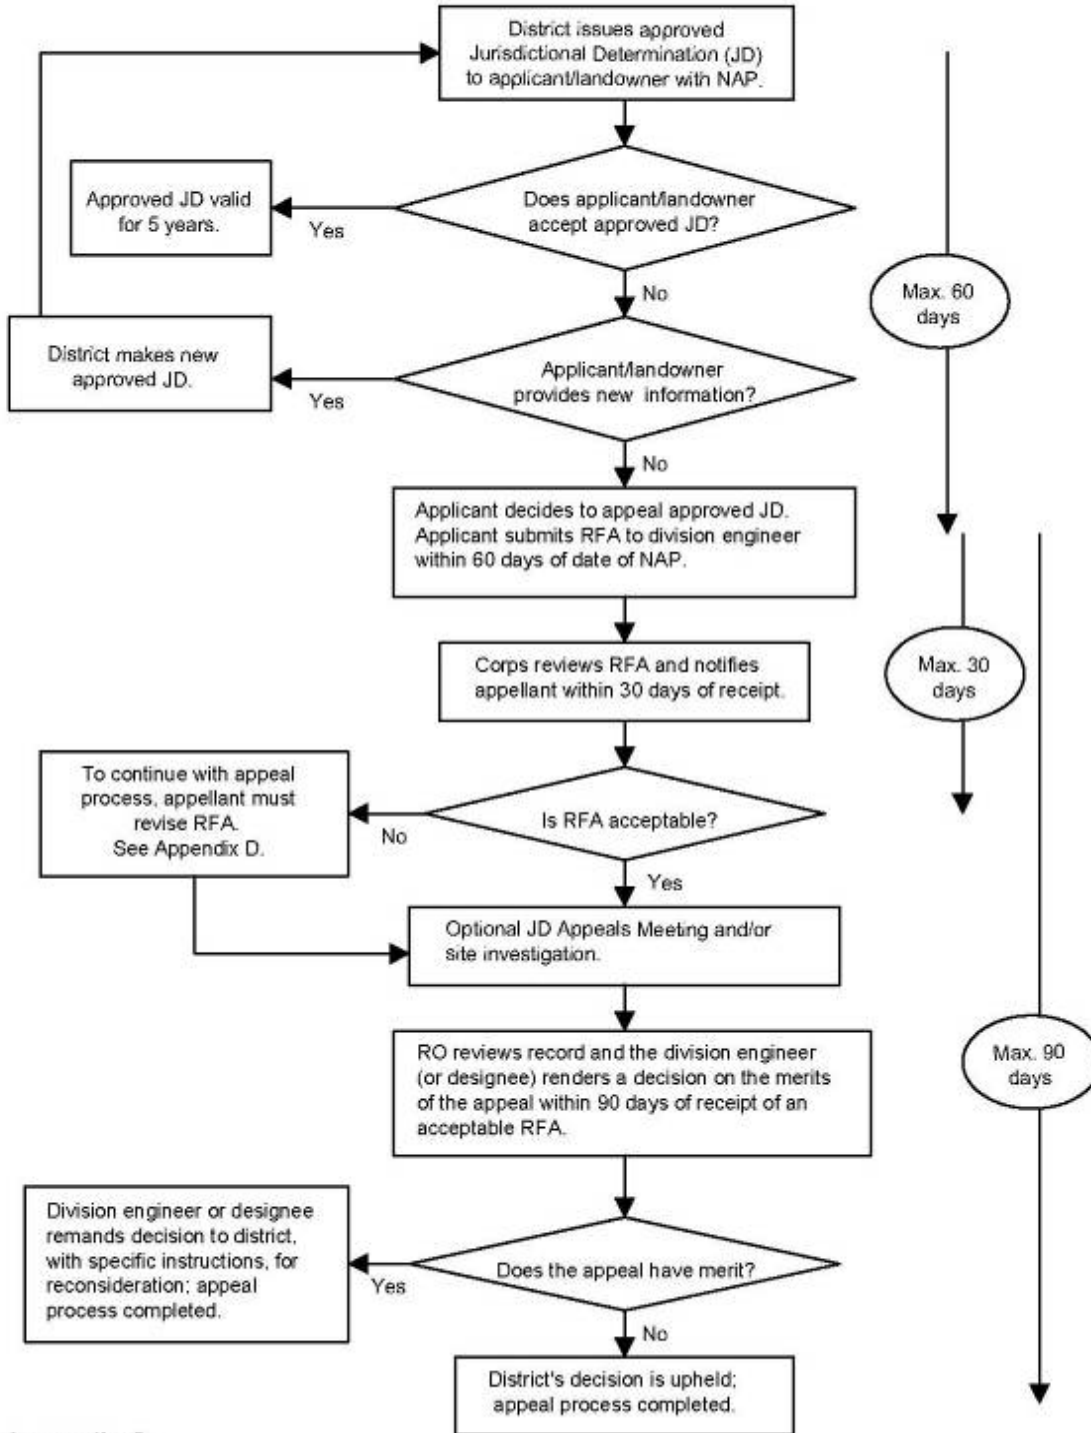 District issues approved
Jurisdictional Determination (JD)
to applicant/landowner with NAP.
Does applicant/landowner
accept approved JD?
Yes
Approved JD valid
for 5 years.
No
Max. 60
days
Applicant/landowner
provides new information?
Yes
District makes new
approved JD.
No
Applicant decides to appeal approved JD.
Applicant submits RFA to division engineer
within 60 days of date of NAP.
Corps reviews RFA and notifies
appellant within 30 days of receipt.
Max. 30
days
Is RFA acceptable?
No
To continue with appeal
process, appellant must
revise RFA.
See Appendix D.
Yes
Optional JD Appeals Meeting and/or
site investigation.
RO reviews record and the division engineer
(or designee) renders a decision on the merits
of the appeal within 90 days of receipt of an
acceptable RFA.
Max. 90
days
Does the appeal have merit?
Yes
Division engineer or designee
remands decision to district,
with specific instructions, for
reconsideration; appeal
process completed.
No
District's decision is upheld;
appeal process completed.